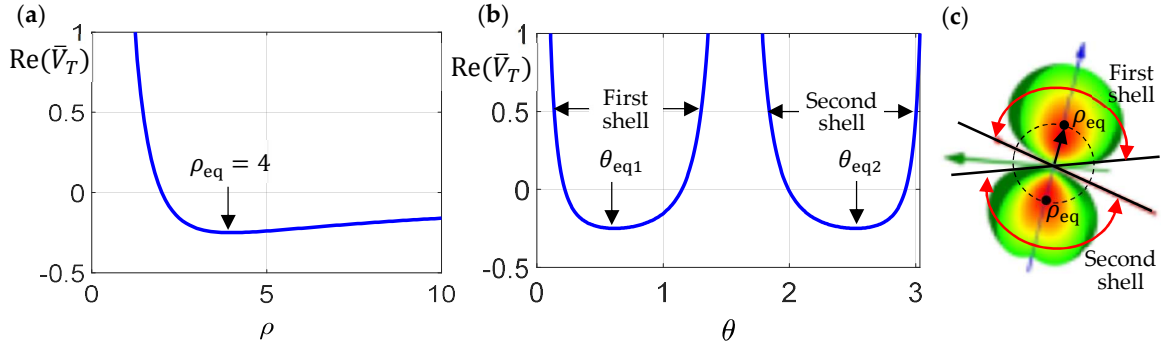 (a)
1
Re(V̄_T)
0.5
ρ_eq = 4
0
-0.5
0
5
10
ρ
(b)
1
Re(V̄_T)
0.5
First
shell
Second
shell
θ_eq1
θ_eq2
0
-0.5
0
1
2
3
θ
(c)
First
shell
ρ_eq
ρ_eq
Second
shell